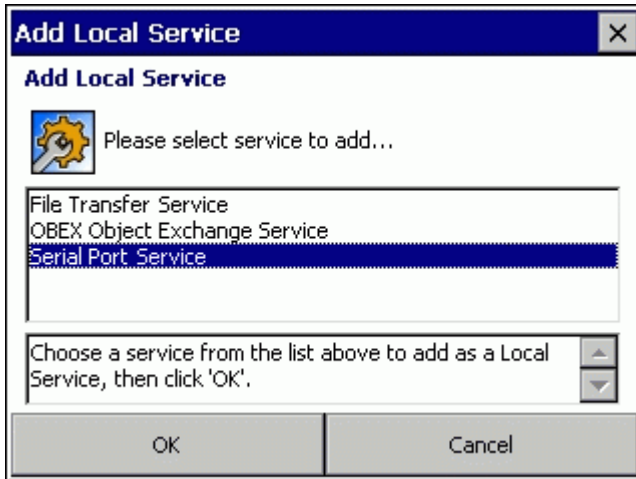 Add Local Service
Add Local Service
Please select service to add...
File Transfer Service
OBEX Object Exchange Service
Serial Port Service
Choose a service from the list above to add as a Local
Service, then click 'OK'.
OK
Cancel